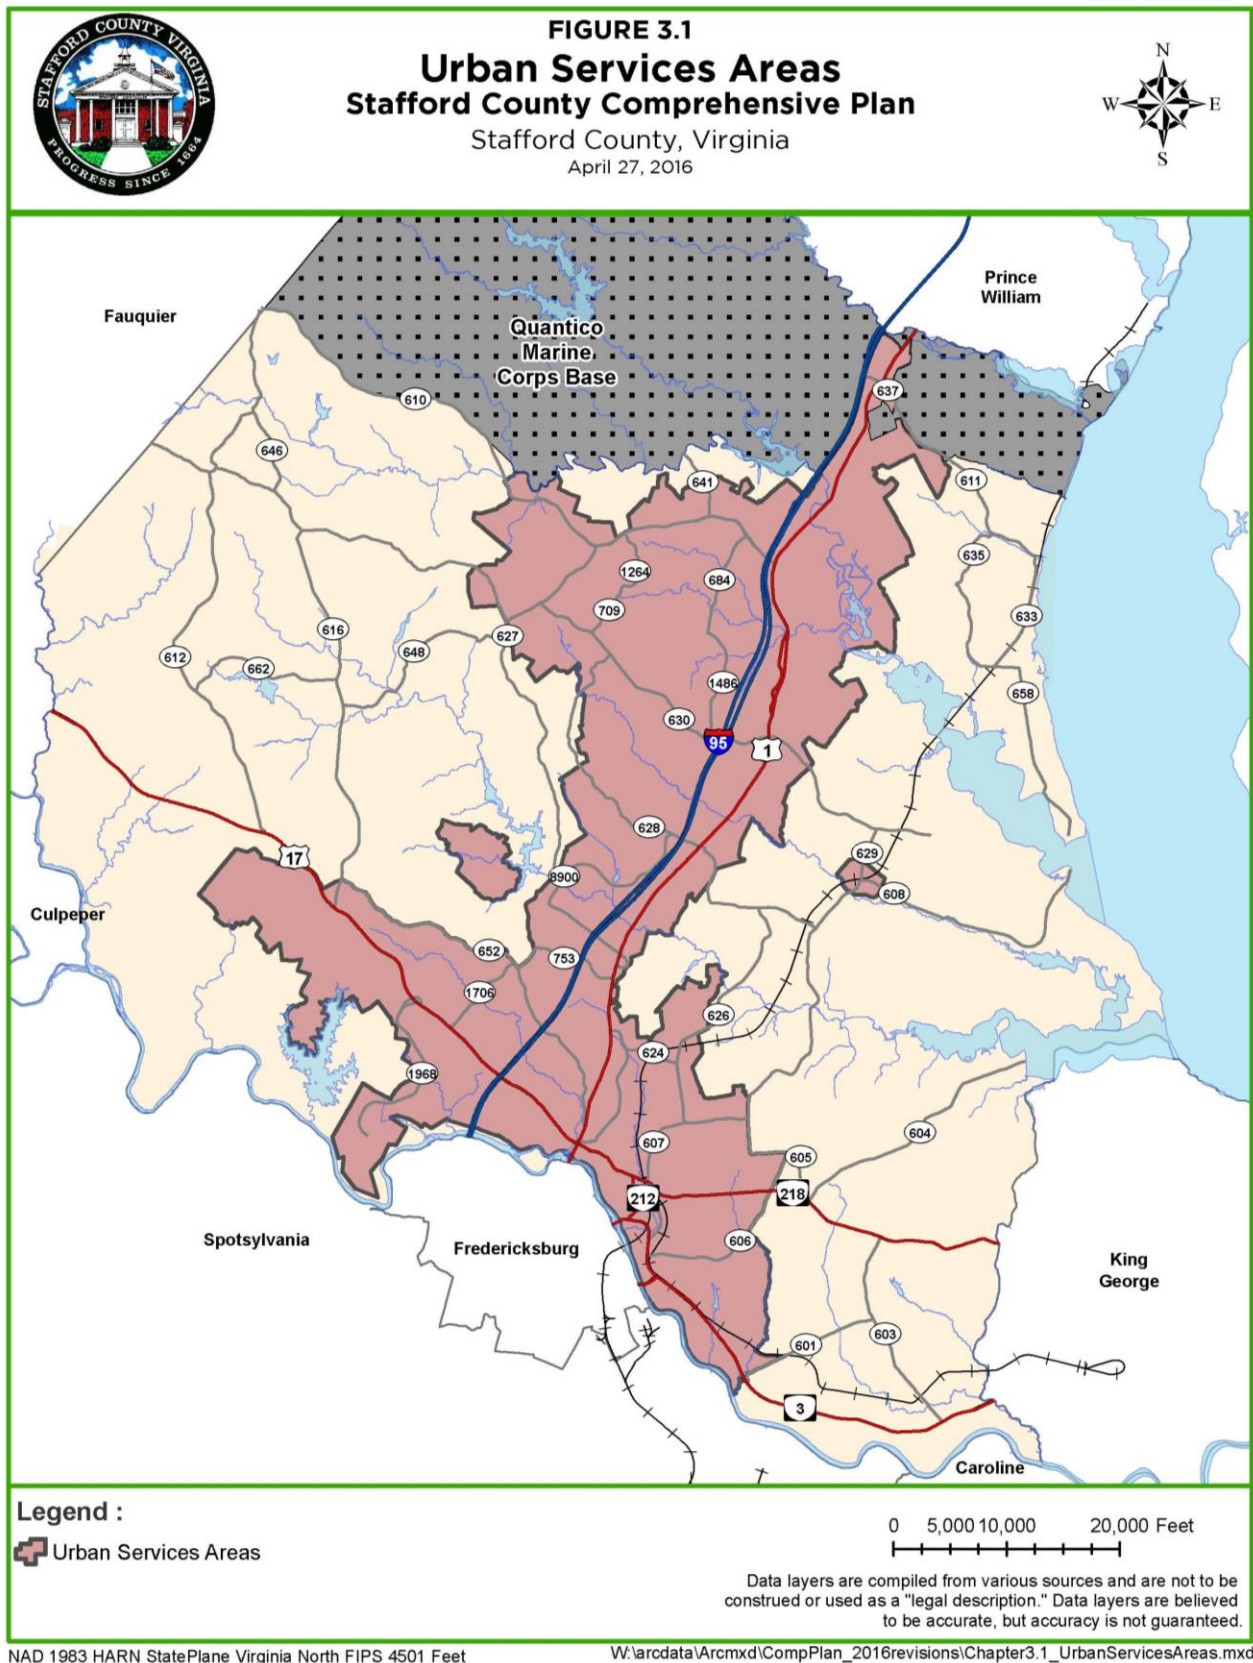 STAFFORD COUNTY VIRGINIA
PROGRESS SINCE 1664
FIGURE 3.1
Urban Services Areas
Stafford County Comprehensive Plan
Stafford County, Virginia
April 27, 2016
N
W E
S
Prince
William
Fauquier
Quantico
Marine
Corps Base
637
610
646
641
611
635
1264
684
709
633
616
627
648
612
662
1486
658
630
95
1
628
17
629
8900
608
Culpeper
652
753
1706
626
624
1968
604
607
605
212
218
Spotsylvania
Fredericksburg
606
King
George
603
601
3
Caroline
Legend :
Urban Services Areas
0 5,000 10,000 20,000 Feet
Data layers are compiled from various sources and are not to be
construed or used as a "legal description." Data layers are believed
to be accurate, but accuracy is not guaranteed.
NAD 1983 HARN StatePlane Virginia North FIPS 4501 Feet
W:\arcdata\Arcmxd\CompPlan_2016revisions\Chapter3.1_UrbanServicesAreas.mxd